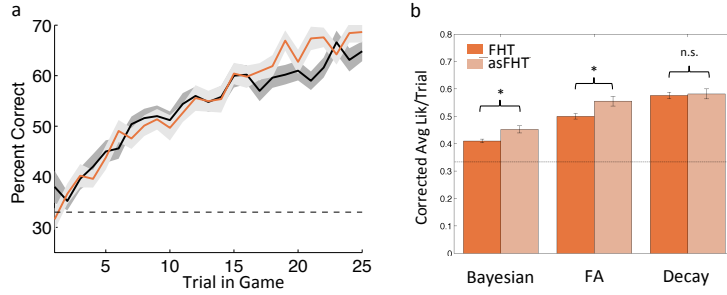 a
Percent Correct
70
60
50
40
30
5
10
15
20
25
Trial in Game
b
Corrected Avg Lik/Trial
0.8
0.7
0.6
0.5
0.4
0.3
0.2
0.1
0
FHT
asFHT
*
*
n.s.
Bayesian
FA
Decay